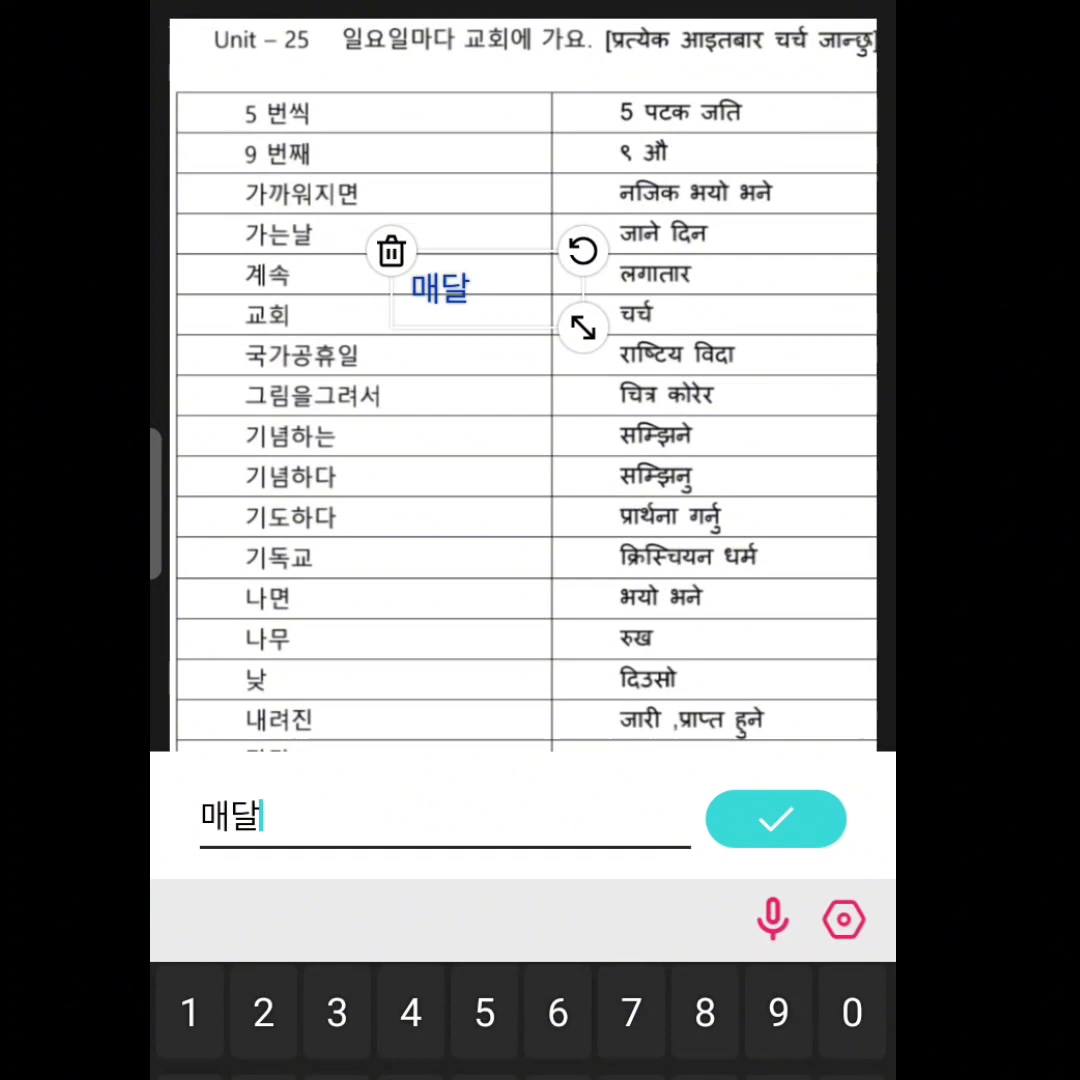 Unit – 25 일요일마다 교회에 가요. [प्रत्येक आइतबार चर्च जान्छु]
5 번씩 5 पटक जति
9 번째 ९ औ
가까워지면 नजिक भयो भने
가는날 जाने दिन
계속 लगातार
매달
교회 चर्च
국가공휴일 राष्टिय विदा
그림을그려서 चित्र कोरेर
기념하는 सम्झिने
기념하다 सम्झिनु
기도하다 प्रार्थना गर्नु
기독교 क्रिस्चियन धर्म
나면 भयो भने
나무 रुख
낮 दिउसो
내려진 जारी ,प्राप्त हुने
매달
1 2 3 4 5 6 7 8 9 0